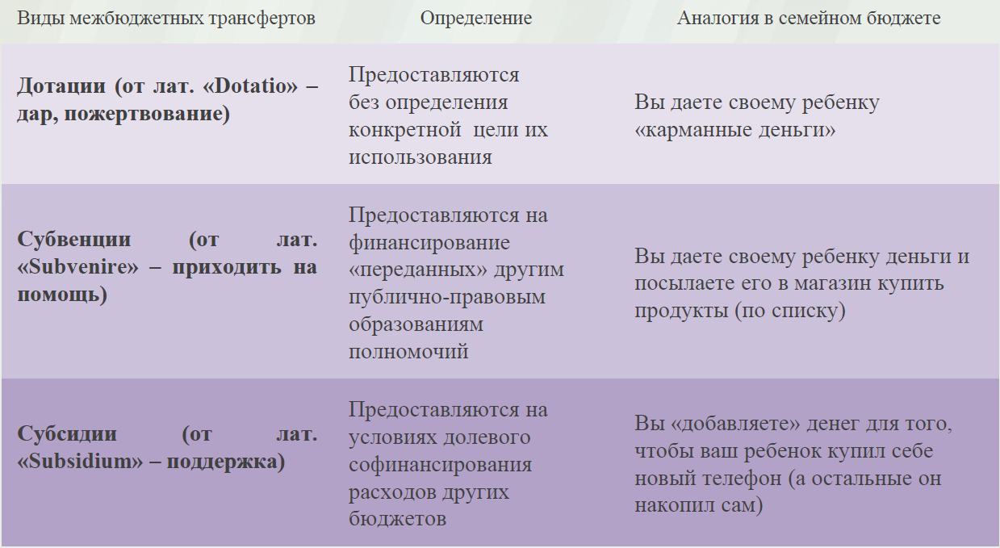 Виды межбюджетных трансфертов
Определение
Аналогия в семейном бюджете
Дотации (от лат. «Dotatio» –
дар, пожертвование)
Предоставляются
без определения
конкретной цели их
использования
Вы даете своему ребенку
«карманные деньги»
Субвенции (от лат.
«Subvenire» – приходить на
помощь)
Предоставляются на
финансирование
«переданных» другим
публично-правовым
образованиям
полномочий
Вы даете своему ребенку деньги и
посылаете его в магазин купить
продукты (по списку)
Субсидии (от лат.
«Subsidium» – поддержка)
Предоставляются на
условиях долевого
софинансирования
расходов других
бюджетов
Вы «добавляете» денег для того,
чтобы ваш ребенок купил себе
новый телефон (а остальные он
накопил сам)